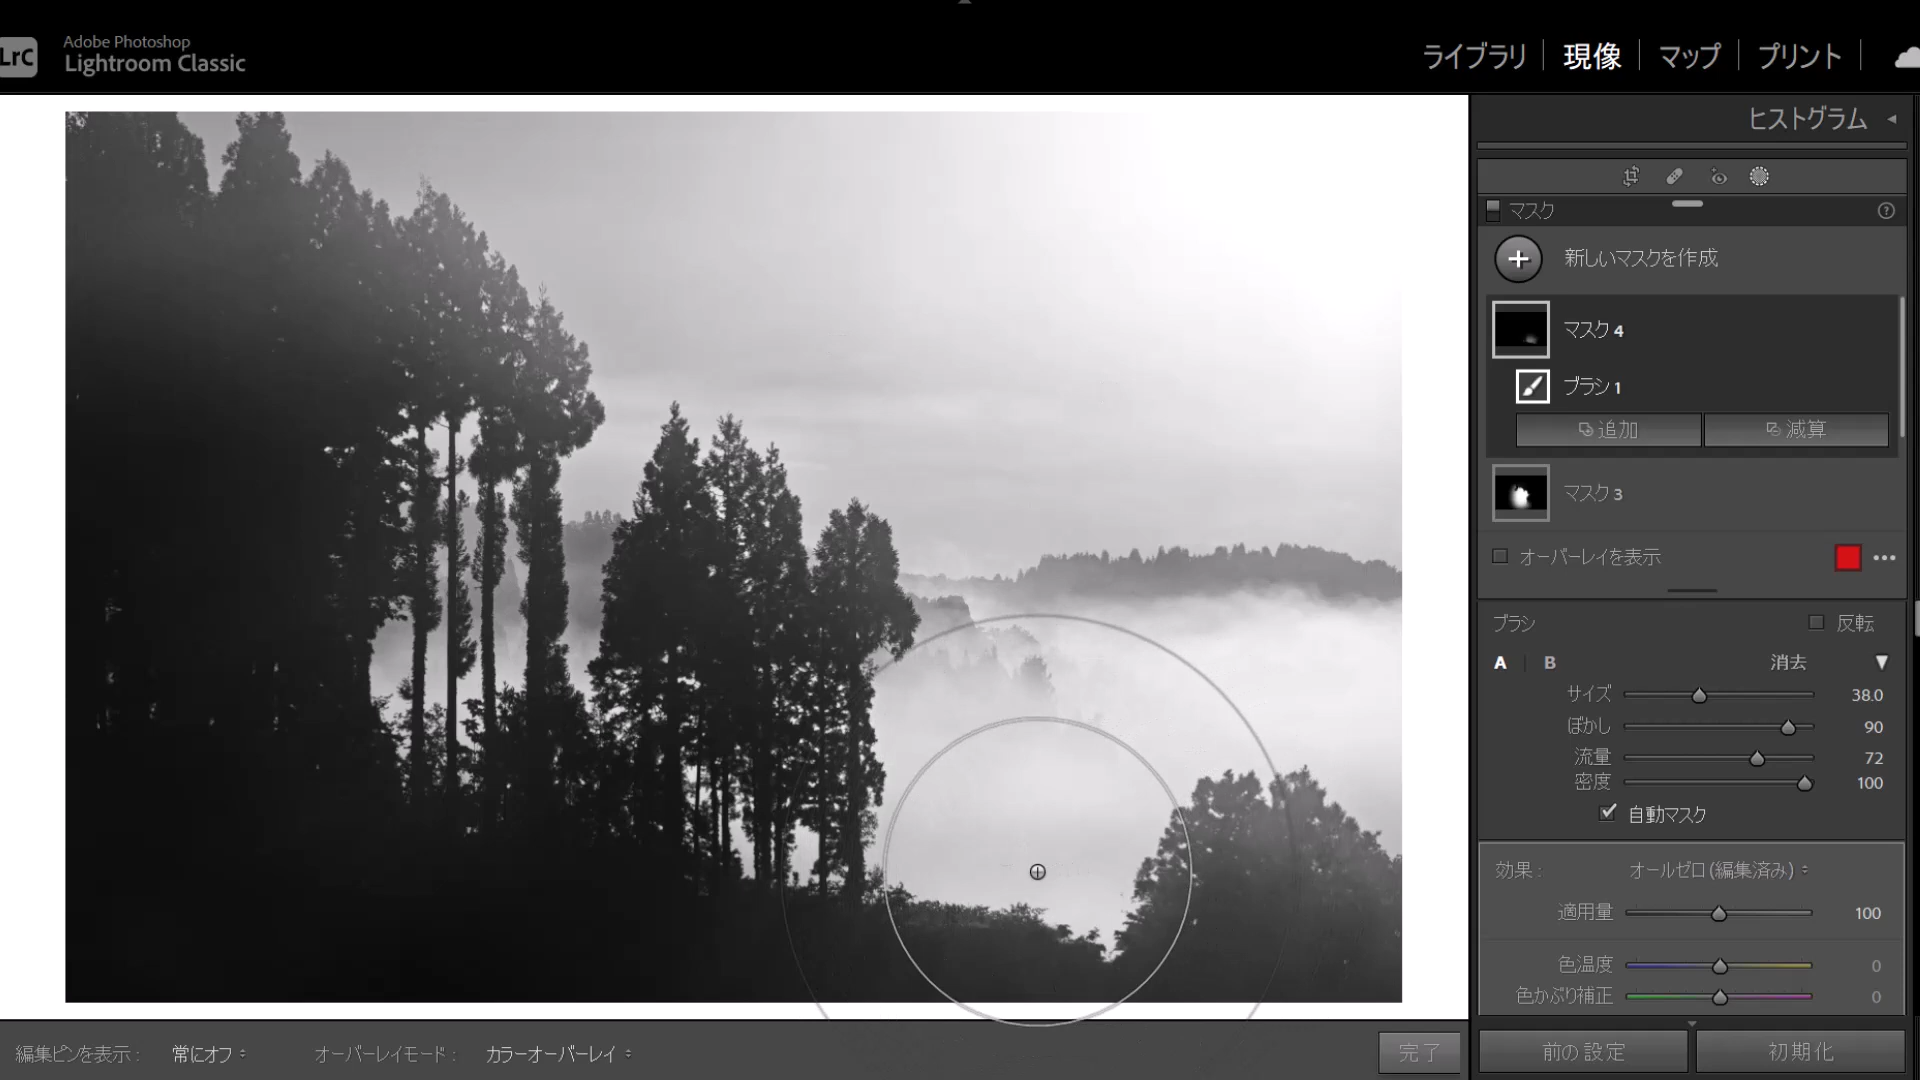 LrC
Adobe Photoshop
Lightroom Classic
ライブラリ 現像 マップ プリント
ヒストグラム
マスク
新しいマスクを作成
マスク 4
ブラシ 1
追加 減算
マスク 3
オーバーレイを表示
ブラシ 反転
A B 消去
サイズ 38.0
ぼかし 90
流量 72
密度 100
自動マスク
効果 : オールゼロ (編集済み)
適用量 100
色温度 0
色かぶり補正 0
編集ピンを表示 : 常にオフ オーバーレイモード : カラーオーバーレイ 完了 前の設定 初期化